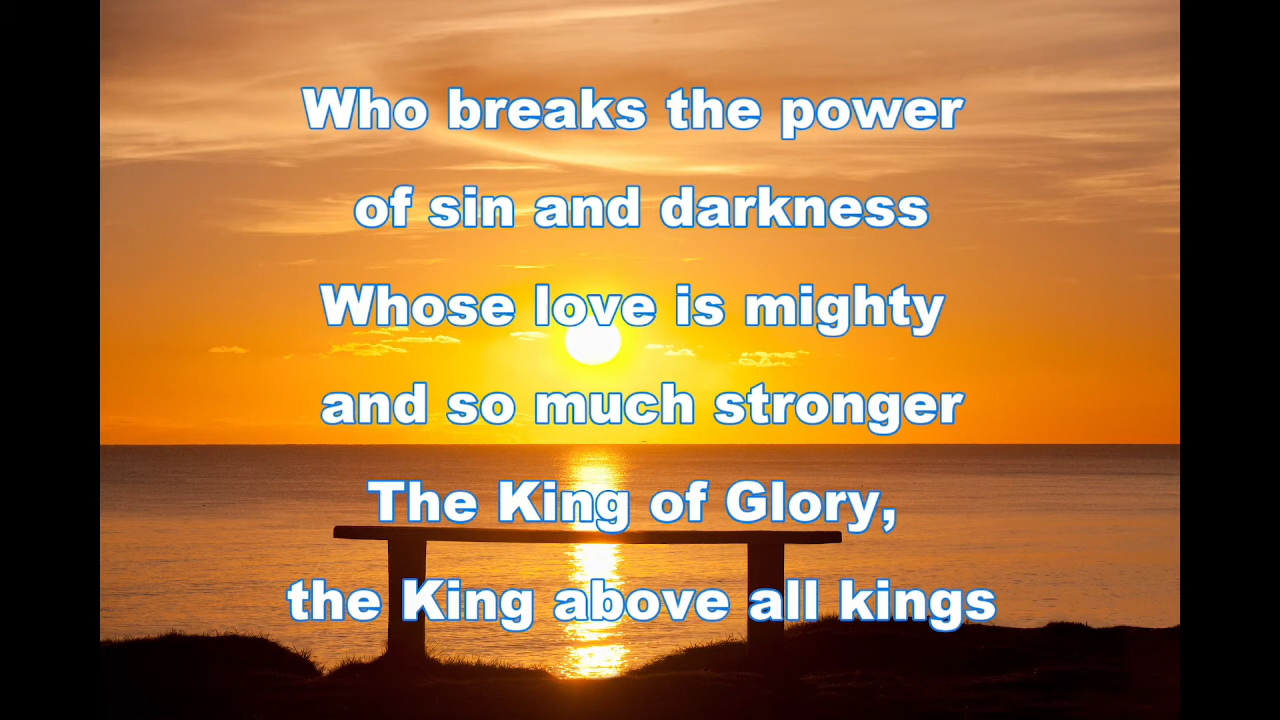 Who breaks the power
of sin and darkness
Whose love is mighty
and so much stronger
The King of Glory,
the King above all kings